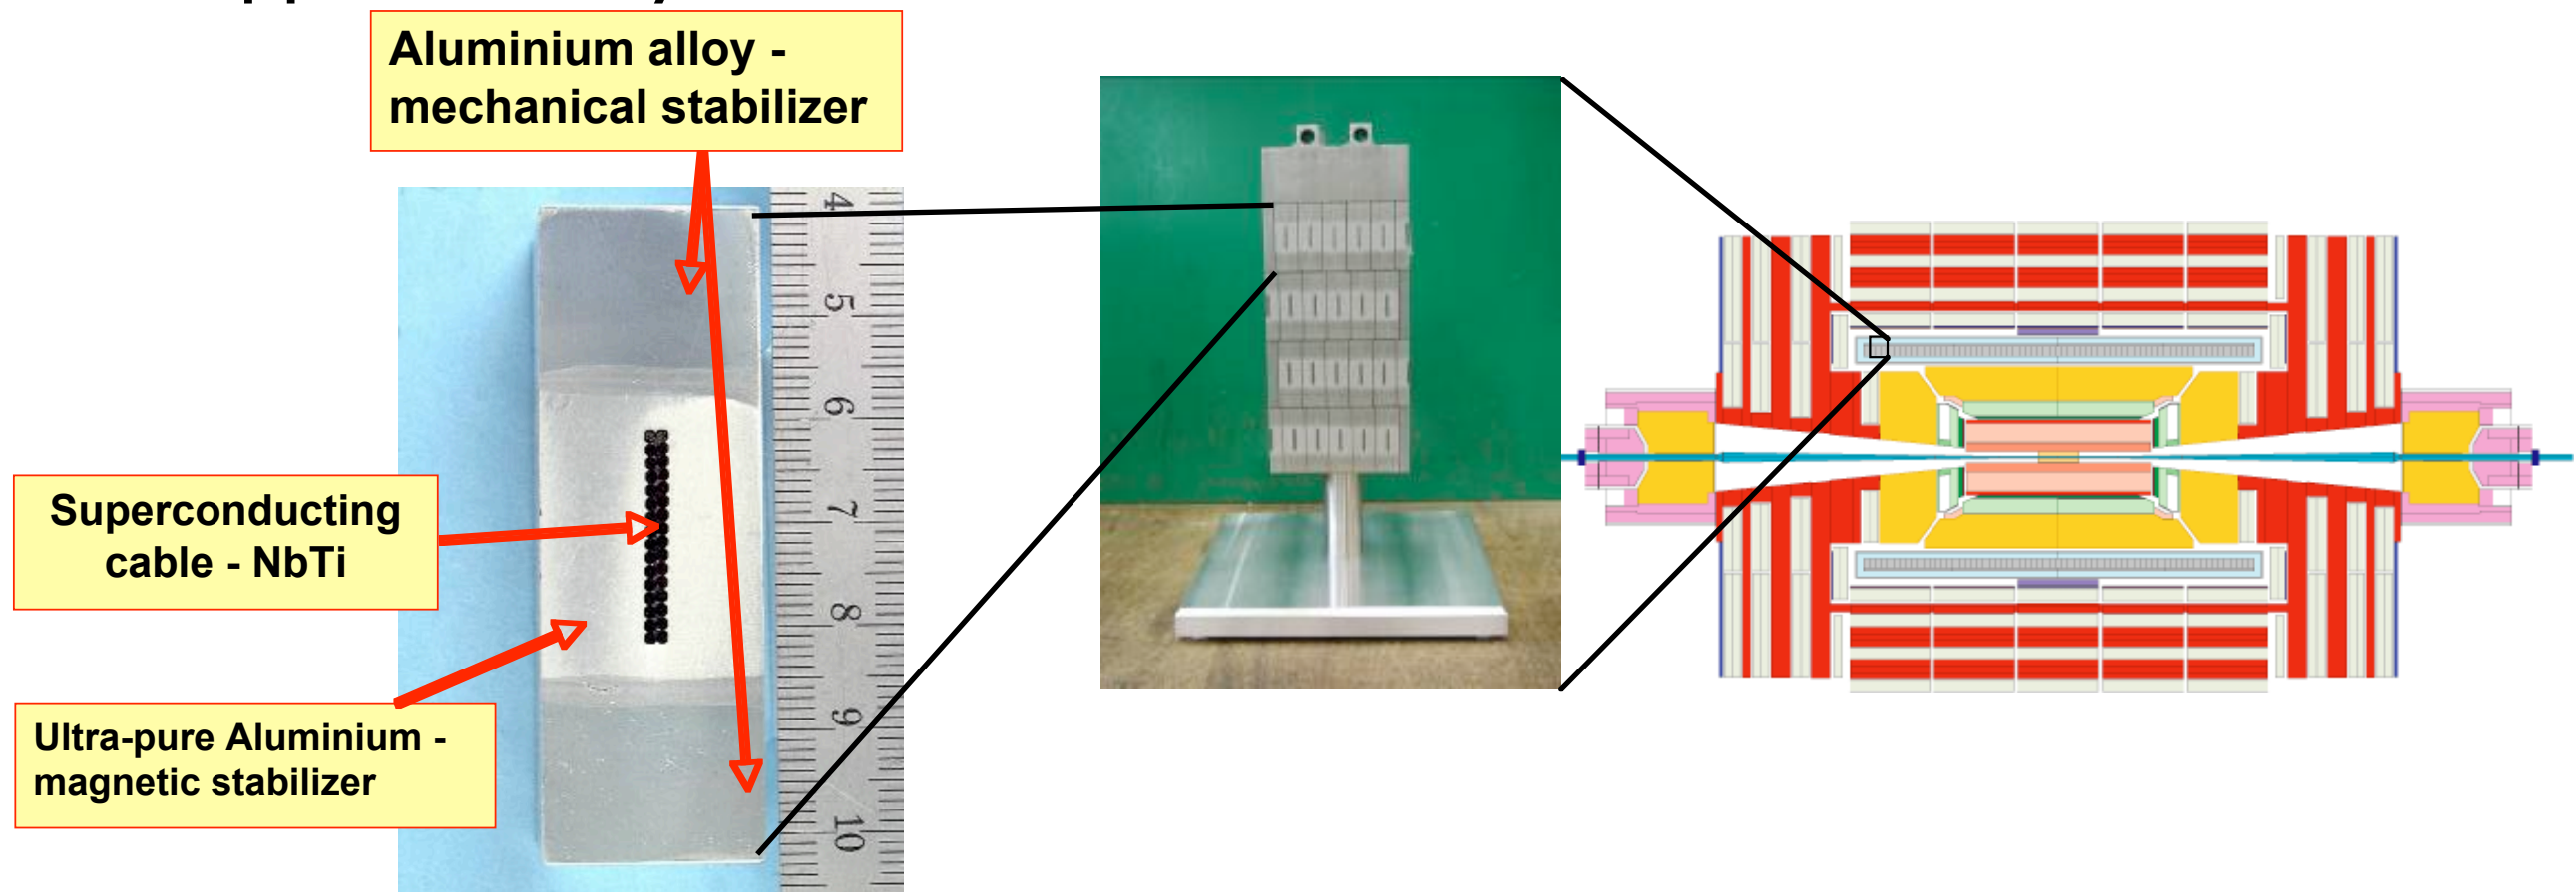 Aluminium alloy -
mechanical stabilizer
Superconducting
cable - NbTi
Ultra-pure Aluminium -
magnetic stabilizer
4
5
6
7
8
9
10